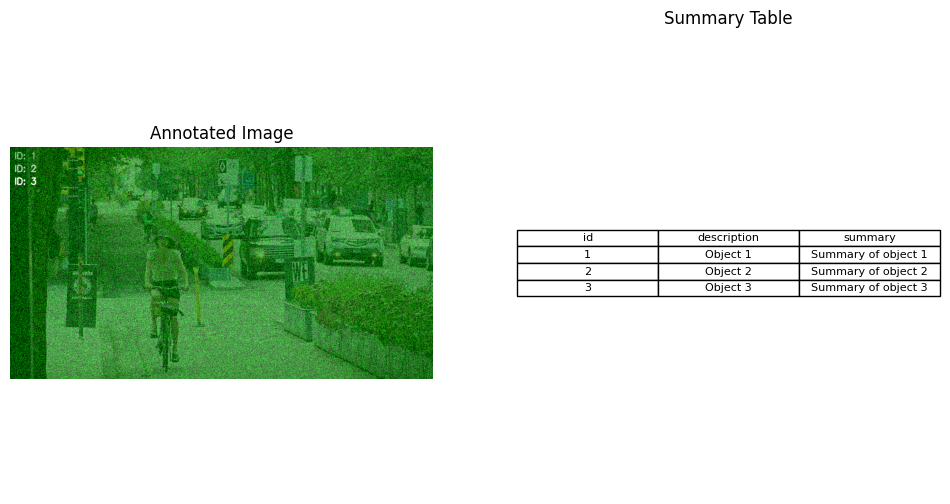 Summary Table
Annotated Image
ID: 1
ID: 2
ID: 3
id description summary
1 Object 1 Summary of object 1
2 Object 2 Summary of object 2
3 Object 3 Summary of object 3